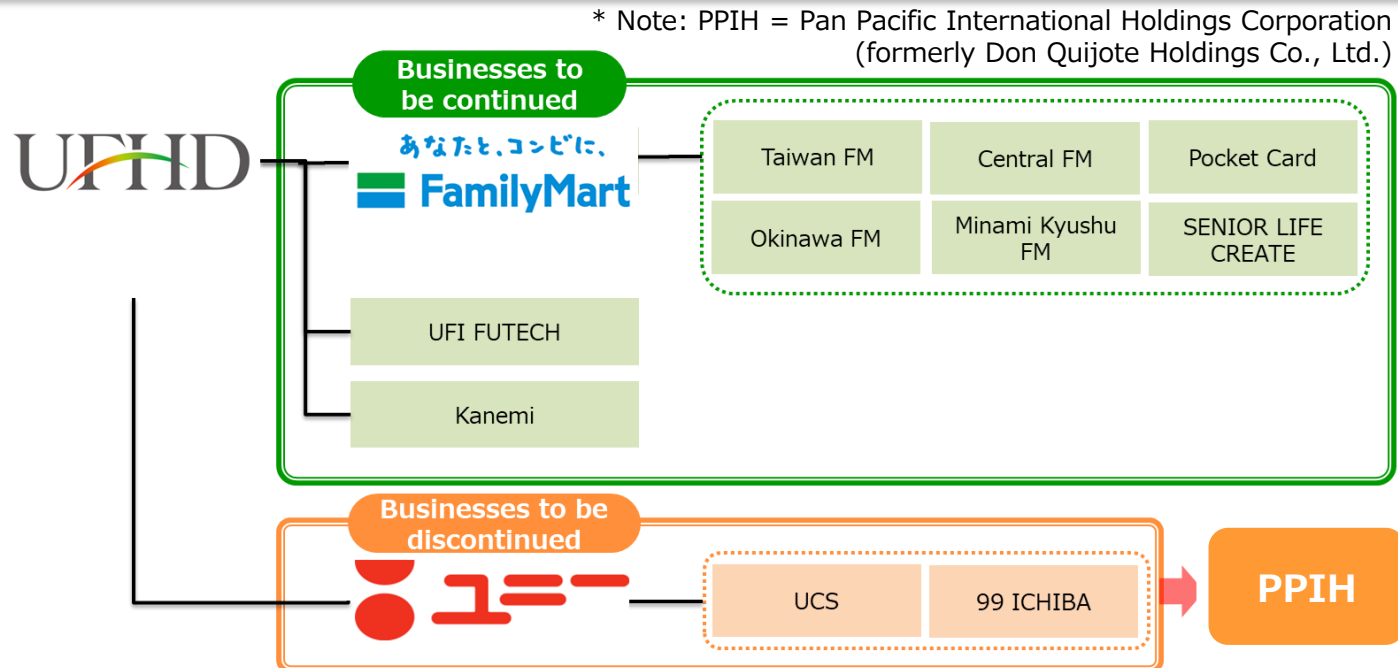 * Note: PPIH = Pan Pacific International Holdings Corporation
(formerly Don Quijote Holdings Co., Ltd.)
Businesses to
be continued
UFHD
あなたと、コンビに、
FamilyMart
Taiwan FM
Central FM
Pocket Card
Okinawa FM
Minami Kyushu
FM
SENIOR LIFE
CREATE
UFI FUTECH
Kanemi
Businesses to be
discontinued
ユニー
UCS
99 ICHIBA
PPIH